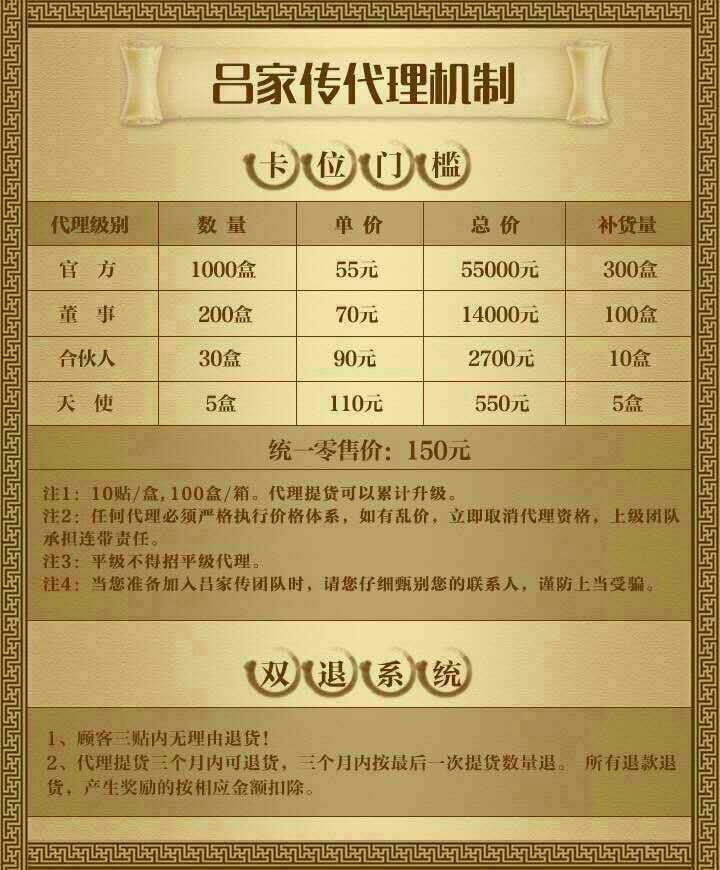 吕家传代理机制
卡位门槛
代理级别 数量 单价 总价 补货量
官方 1000盒 55元 55000元 300盒
董事 200盒 70元 14000元 100盒
合伙人 30盒 90元 2700元 10盒
天使 5盒 110元 550元 5盒
统一零售价：150元
注1：10贴/盒,100盒/箱。代理提货可以累计升级。
注2：任何代理必须严格执行价格体系，如有乱价，立即取消代理资格，上级团队
承担连带责任。
注3：平级不得招平级代理。
注4：当您准备加入吕家传团队时，请您仔细甄别您的联系人，谨防上当受骗。
双退系统
1、顾客三贴内无理由退货！
2、代理提货三个月内可退货，三个月内按最后一次提货数量退。 所有退款退
货，产生奖励的按相应金额扣除。